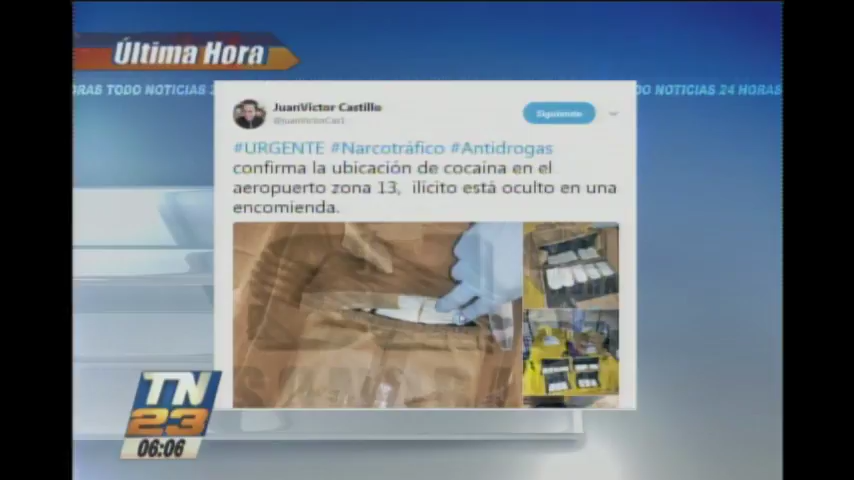 Última Hora
ORAS TODO NOTICIAS 2
O NOTICIAS 24 HORAS
JuanVictor Castillo
@JuanVictorCas1
Siguiendo
#URGENTE #Narcotráfico #Antidrogas
confirma la ubicación de cocaina en el
aeropuerto zona 13, ilícito está oculto en una
encomienda.
TN
23
06:06